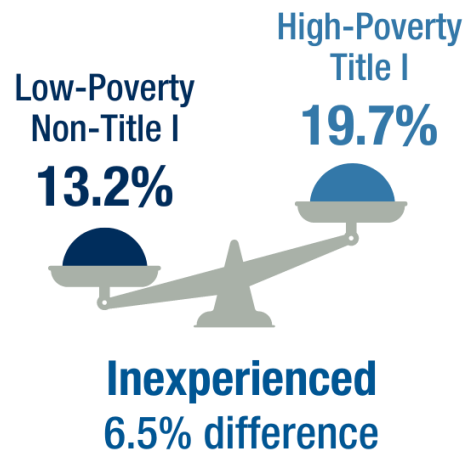 Low-Poverty
Non-Title I
13.2%
High-Poverty
Title I
19.7%
Inexperienced
6.5% difference